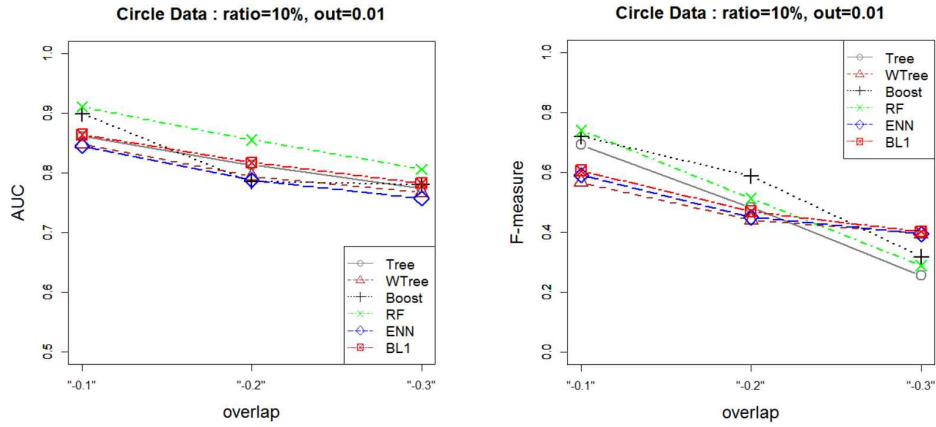 Circle Data : ratio=10%, out=0.01
AUC
1.0
0.9
0.8
0.7
0.6
0.5
Tree
WTree
Boost
RF
ENN
BL1
"-0.1" "-0.2" "-0.3"
overlap
Circle Data : ratio=10%, out=0.01
F-measure
1.0
0.8
0.6
0.4
0.2
0.0
Tree
WTree
Boost
RF
ENN
BL1
"-0.1" "-0.2" "-0.3"
overlap